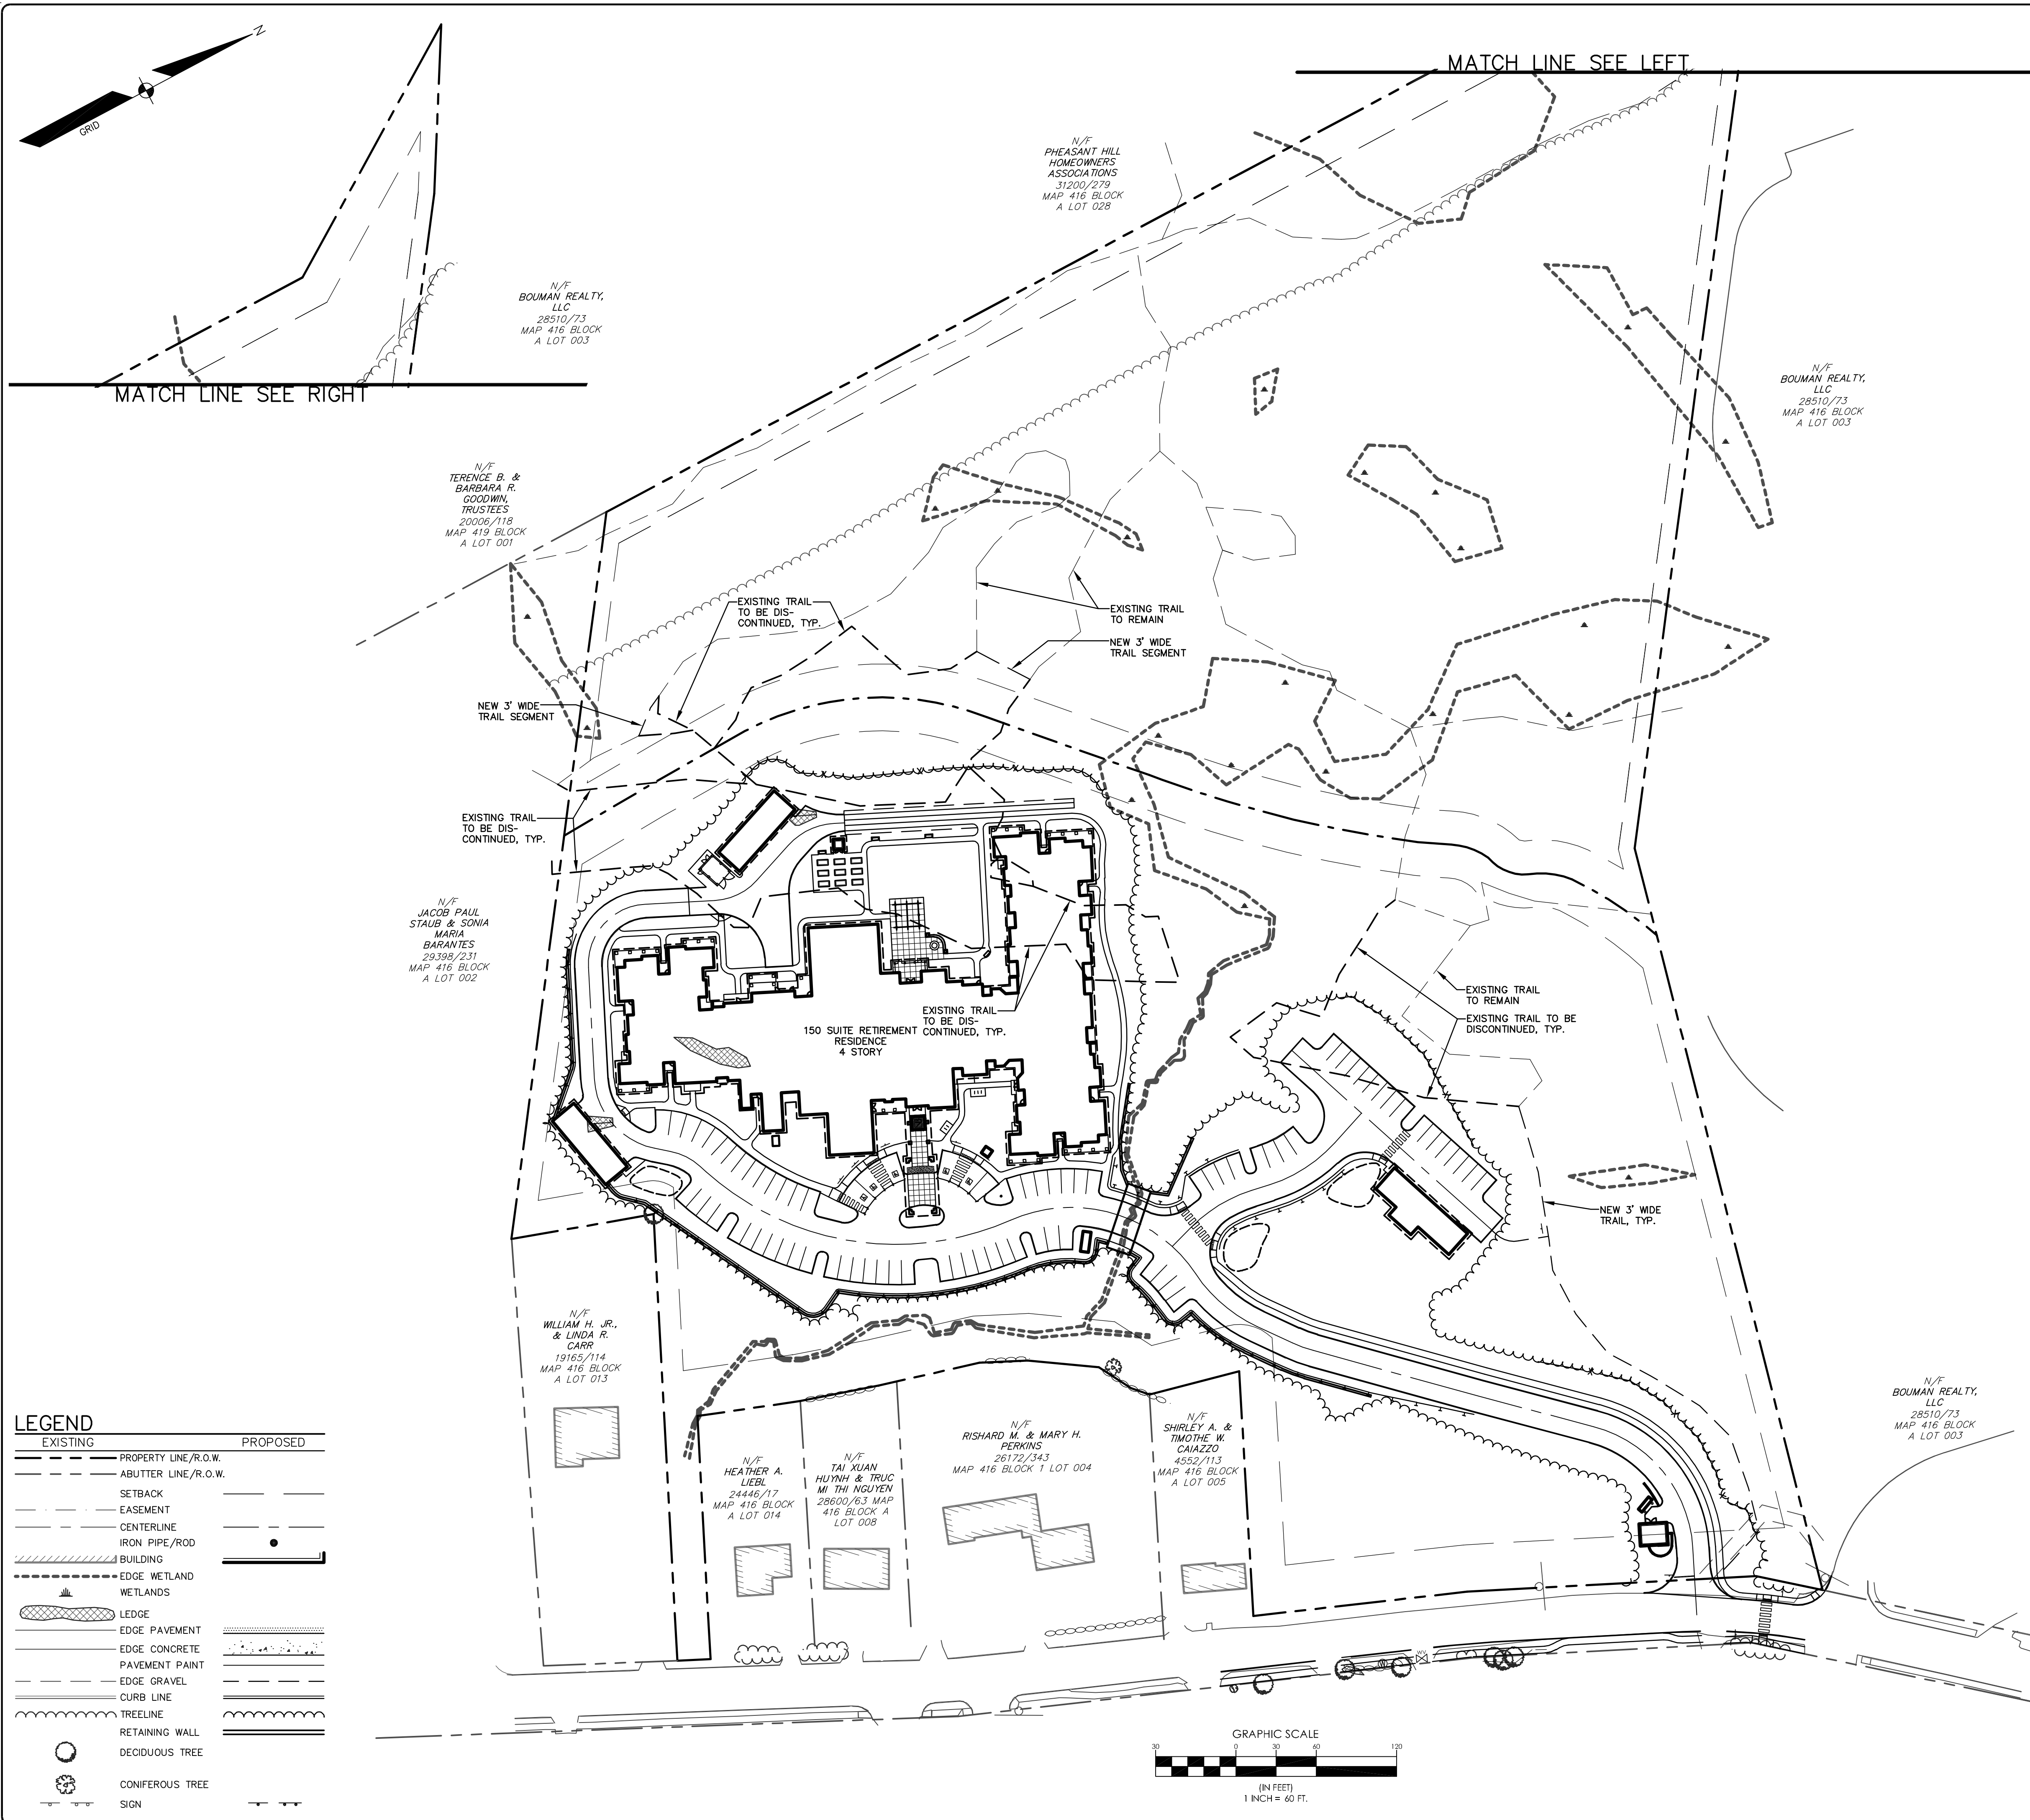 N
GRID
MATCH LINE SEE LEFT
N/F
PHEASANT HILL
HOMEOWNERS
ASSOCIATIONS
31200/279
MAP 416 BLOCK
A LOT 028
N/F
BOUMAN REALTY,
LLC
28510/73
MAP 416 BLOCK
A LOT 003
MATCH LINE SEE RIGHT
N/F
BOUMAN REALTY,
LLC
28510/73
MAP 416 BLOCK
A LOT 003
N/F
TERENCE B. &
BARBARA R.
GOODWIN,
TRUSTEES
20006/118
MAP 419 BLOCK
A LOT 001
EXISTING TRAIL
TO BE DIS-
CONTINUED, TYP.
EXISTING TRAIL
TO REMAIN
NEW 3' WIDE
TRAIL SEGMENT
NEW 3' WIDE
TRAIL SEGMENT
EXISTING TRAIL
TO BE DIS-
CONTINUED, TYP.
N/F
JACOB PAUL
STAUB & SONIA
MARIA
BARANTES
29398/231
MAP 416 BLOCK
A LOT 002
EXISTING TRAIL
TO BE DIS-
CONTINUED, TYP.
150 SUITE RETIREMENT
RESIDENCE
4 STORY
EXISTING TRAIL
TO REMAIN
EXISTING TRAIL TO BE
DISCONTINUED, TYP.
NEW 3' WIDE
TRAIL, TYP.
N/F
WILLIAM H. JR.,
& LINDA R.
CARR
19165/114
MAP 416 BLOCK
A LOT 013
N/F
HEATHER A.
LIEBL
24446/17
MAP 416 BLOCK
A LOT 014
N/F
TAI XUAN
HUYNH & TRUC
MI THI NGUYEN
28600/63 MAP
416 BLOCK A
LOT 008
N/F
RISHARD M. & MARY H.
PERKINS
26172/343
MAP 416 BLOCK 1 LOT 004
N/F
SHIRLEY A. &
TIMOTHE W.
CAIAZZO
4552/113
MAP 416 BLOCK
A LOT 005
N/F
BOUMAN REALTY,
LLC
28510/73
MAP 416 BLOCK
A LOT 003
LEGEND
EXISTING PROPOSED
PROPERTY LINE/R.O.W.
ABUTTER LINE/R.O.W.
SETBACK
EASEMENT
CENTERLINE
IRON PIPE/ROD
BUILDING
EDGE WETLAND
WETLANDS
LEDGE
EDGE PAVEMENT
EDGE CONCRETE
PAVEMENT PAINT
EDGE GRAVEL
CURB LINE
TREELINE
RETAINING WALL
DECIDUOUS TREE
CONIFEROUS TREE
SIGN
GRAPHIC SCALE
30 0 30 60 120
(IN FEET)
1 INCH = 60 FT.